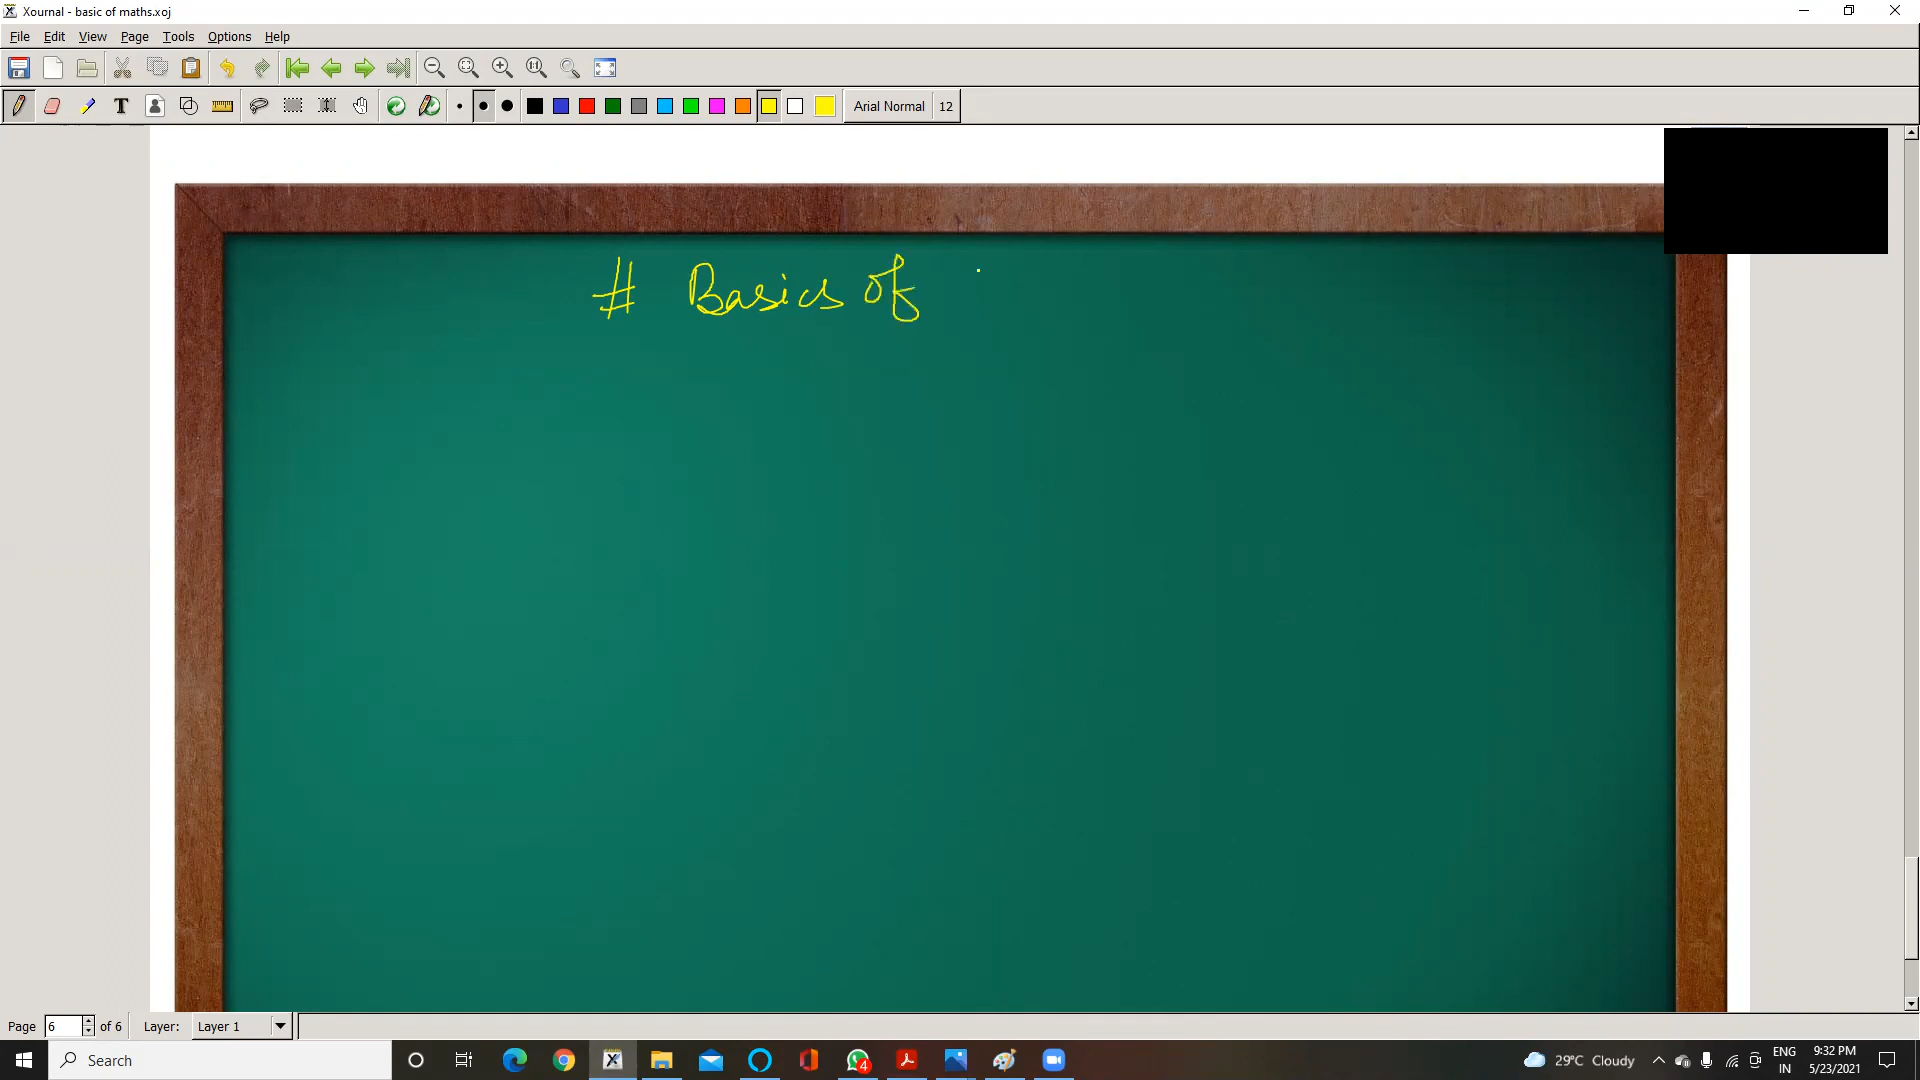 Xournal - basic of maths.xoj
File Edit View Page Tools Options Help
T Arial Normal 12
# Basics of
Page 6 of 6 Layer: Layer 1
Search 4 29°C Cloudy ENG 9:32 PM
IN 5/23/2021